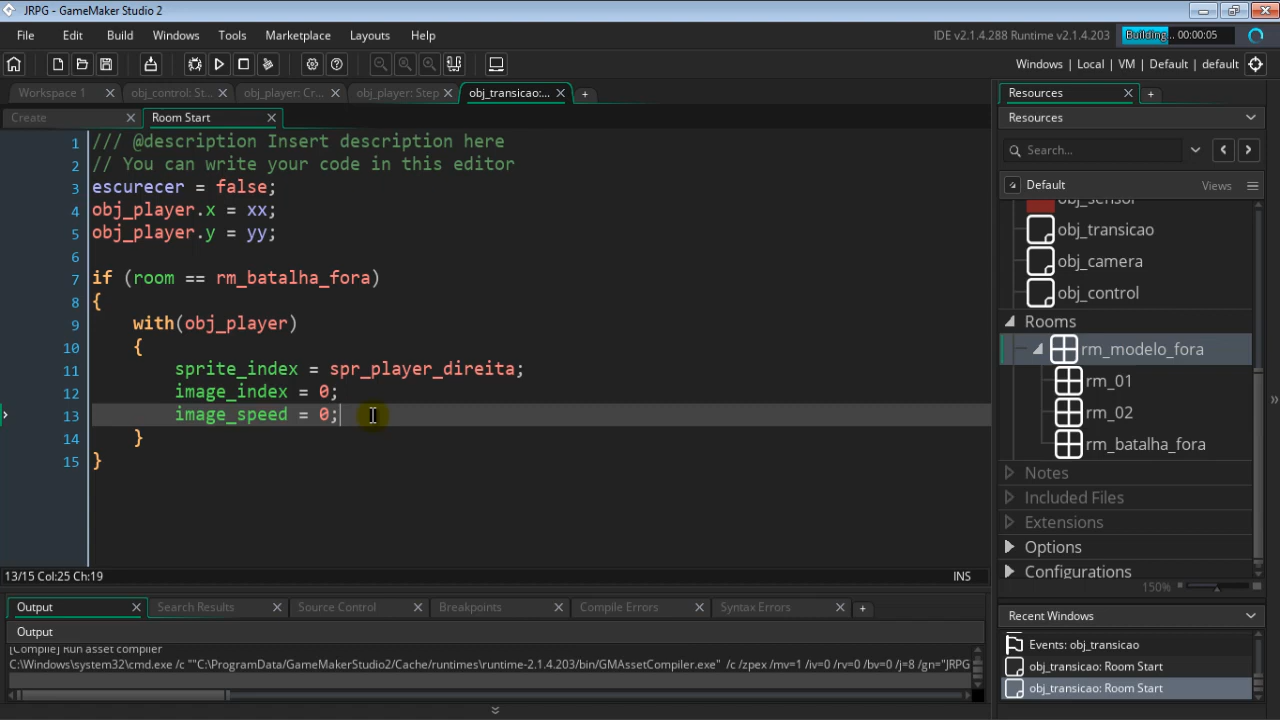 JRPG - GameMaker Studio 2
File Edit Build Windows Tools Marketplace Layouts Help
Building.. 00:00:05
IDE v2.1.4.288 Runtime v2.1.4.203
Windows | Local | VM | Default | default
Workspace 1 obj_control: St... obj_player: Cr... obj_player: Step obj_transicao:...
Create Room Start
1 /// @description Insert description here
2 // You can write your code in this editor
3 escurecer = false;
4 obj_player.x = xx;
5 obj_player.y = yy;
6
7 if (room == rm_batalha_fora)
8 {
9 with(obj_player)
10 {
11 sprite_index = spr_player_direita;
12 image_index = 0;
13 image_speed = 0;
14 }
15 }
13/15 Col:25 Ch:19 INS
Output Search Results Source Control Breakpoints Compile Errors Syntax Errors
Output
[Compile] Run asset compiler
C:\Windows\system32\cmd.exe /c ""C:\ProgramData/GameMakerStudio2/Cache/runtimes\runtime-2.1.4.203/bin/GMAssetCompiler.exe" /c /zpex /mv=1 /iv=0 /rv=0 /bv=0 /j=8 /gn="JRPG
Resources
Resources
Search...
Default Views
obj_sensor
obj_transicao
obj_camera
obj_control
Rooms
rm_modelo_fora
rm_01
rm_02
rm_batalha_fora
Notes
Included Files
Extensions
Options
Configurations
150%
Recent Windows
Events: obj_transicao
obj_transicao: Room Start
obj_transicao: Room Start